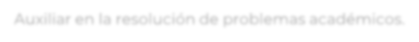 Auxiliar en la resolución de problemas académicos.